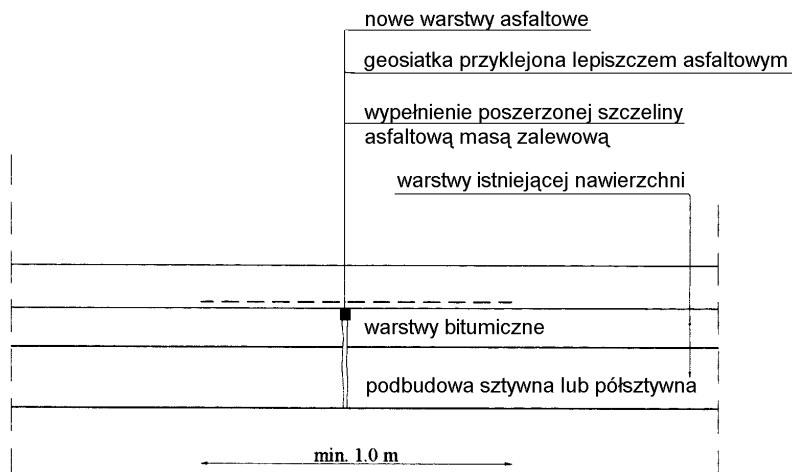 nowe warstwy asfaltowe
geosiatka przyklejona lepiszczem asfaltowym
wypełnienie poszerzonej szczeliny
asfaltową masą zalewową
warstwy istniejącej nawierzchni
warstwy bitumiczne
podbudowa sztywna lub półsztywna
min. 1.0 m